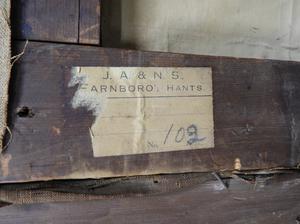 J. A. & N. S.
FARNBORO', HANTS
No. 102